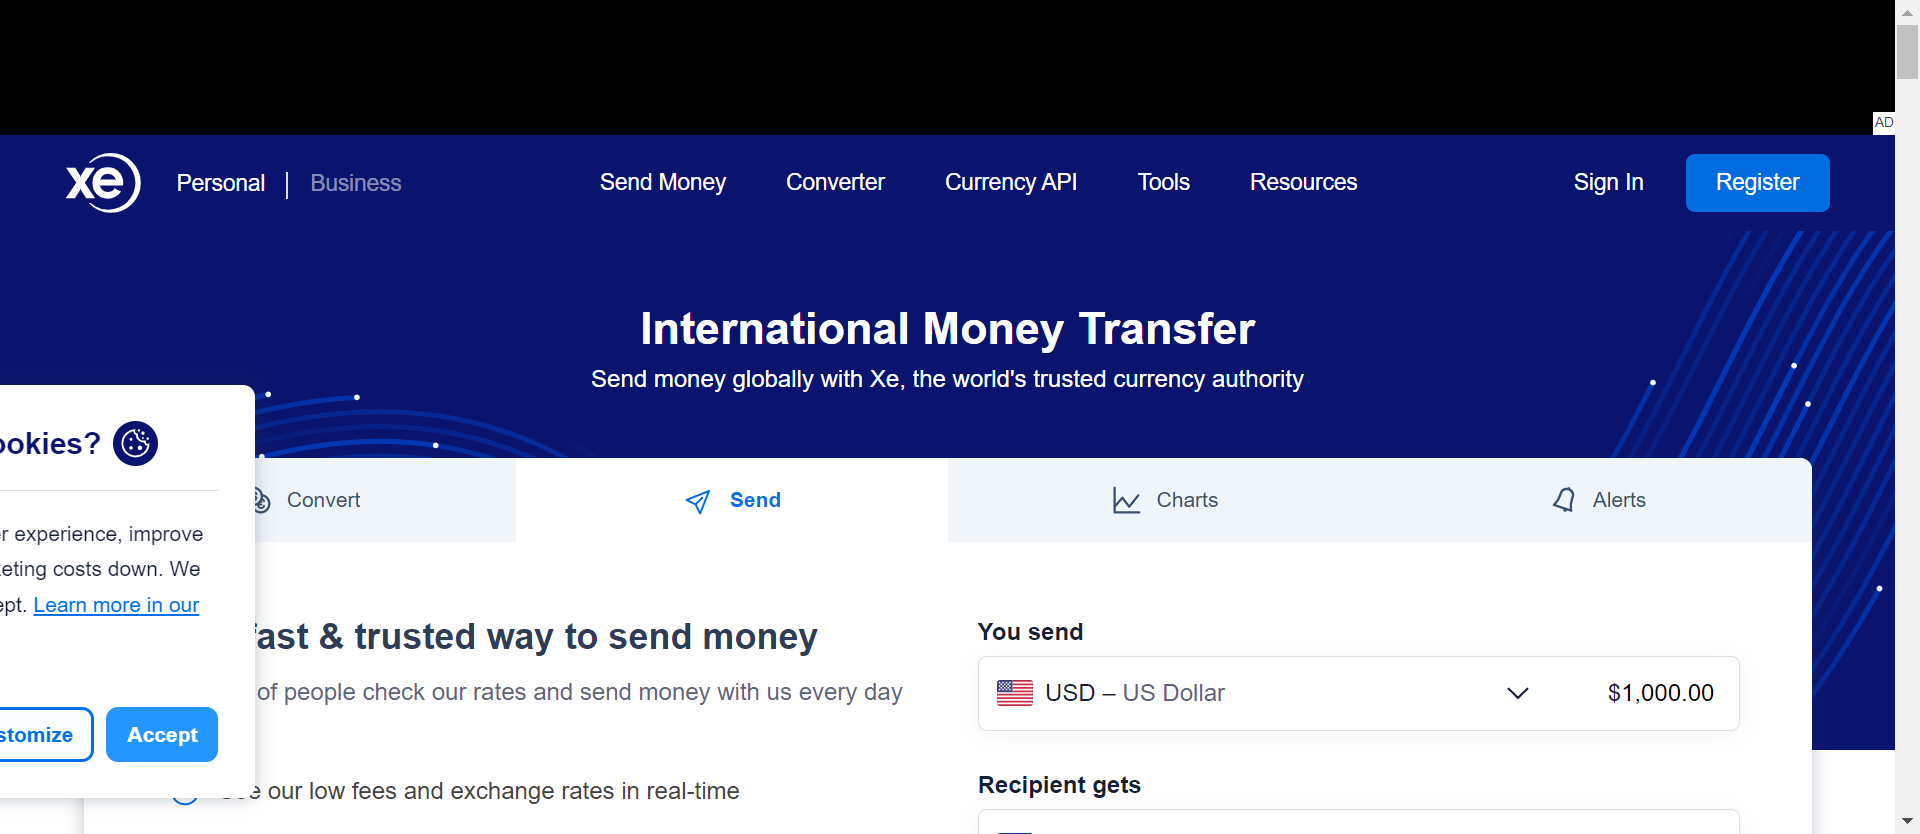 AD
xe
Personal | Business
Send Money
Converter
Currency API
Tools
Resources
Sign In
Register
International Money Transfer
Send money globally with Xe, the world's trusted currency authority
ookies?
Convert
Send
Charts
Alerts
r experience, improve
eting costs down. We
ept. Learn more in our
stomize
Accept
fast & trusted way to send money
of people check our rates and send money with us every day
our low fees and exchange rates in real-time
You send
USD – US Dollar
$1,000.00
Recipient gets